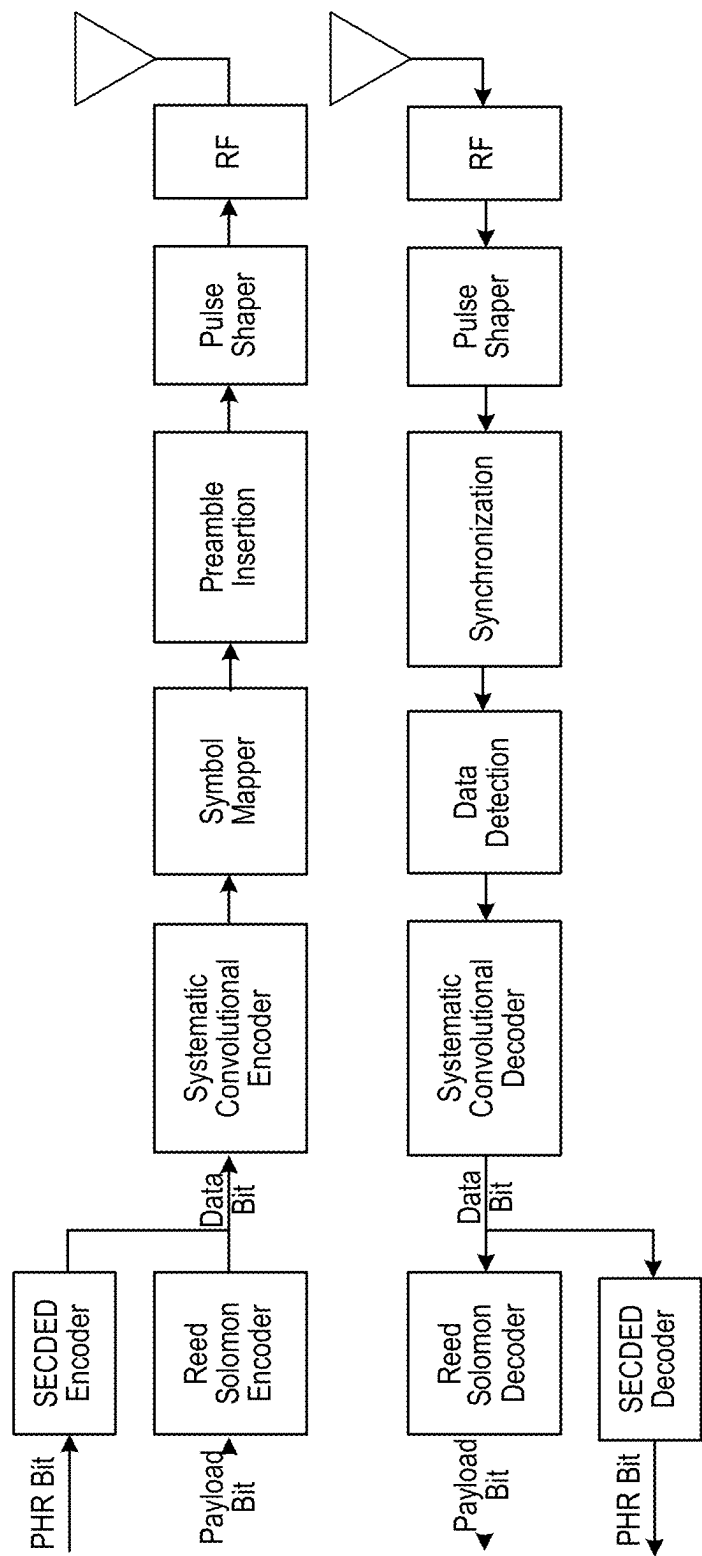 PHR Bit
SECDED
Encoder
Payload
Bit
Reed
Solomon
Encoder
Data
Bit
Systematic
Convolutional
Encoder
Symbol
Mapper
Preamble
Insertion
Pulse
Shaper
RF
RF
Pulse
Shaper
Synchronization
Data
Detection
Systematic
Convolutional
Decoder
Data
Bit
Reed
Solomon
Decoder
Payload
Bit
SECDED
Decoder
PHR Bit